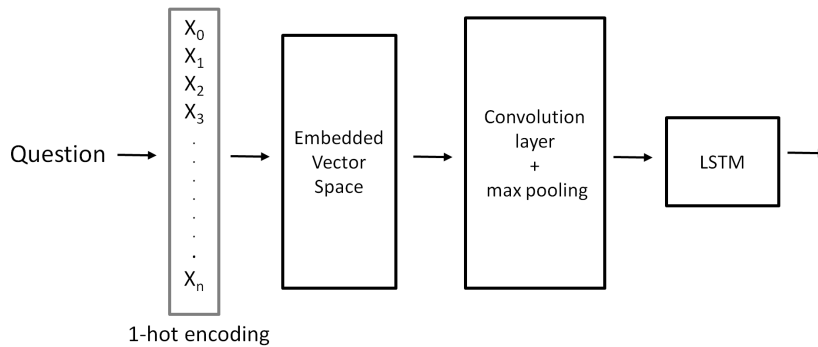 Question
X₀
X₁
X₂
X₃
.
.
.
.
.
.
.
.
Xₙ
1-hot encoding
Embedded
Vector
Space
Convolution
layer
+
max pooling
LSTM